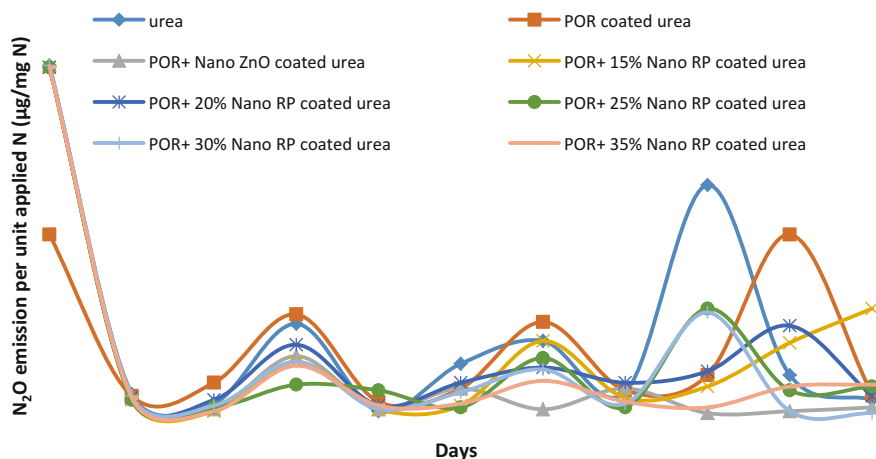 urea
POR coated urea
POR+ Nano ZnO coated urea
POR+ 15% Nano RP coated urea
POR+ 20% Nano RP coated urea
POR+ 25% Nano RP coated urea
POR+ 30% Nano RP coated urea
POR+ 35% Nano RP coated urea
N₂O emission per unit applied N (µg/mg N)
Days